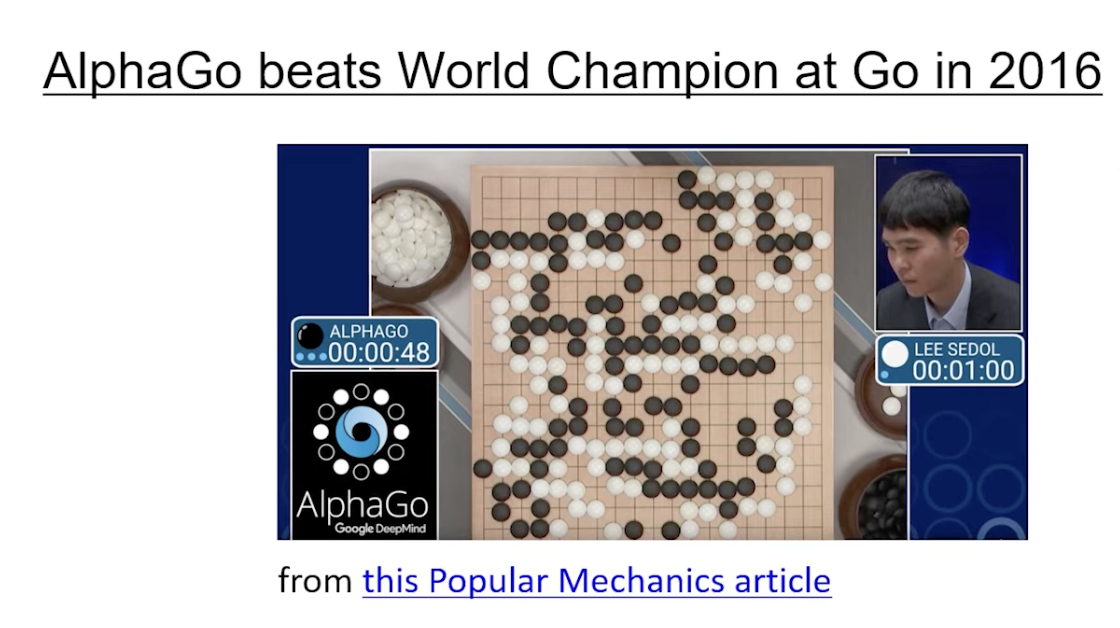 AlphaGo beats World Champion at Go in 2016
ALPHAGO
00:00:48
LEE SEDOL
00:01:00
AlphaGo
Google DeepMind
from this Popular Mechanics article